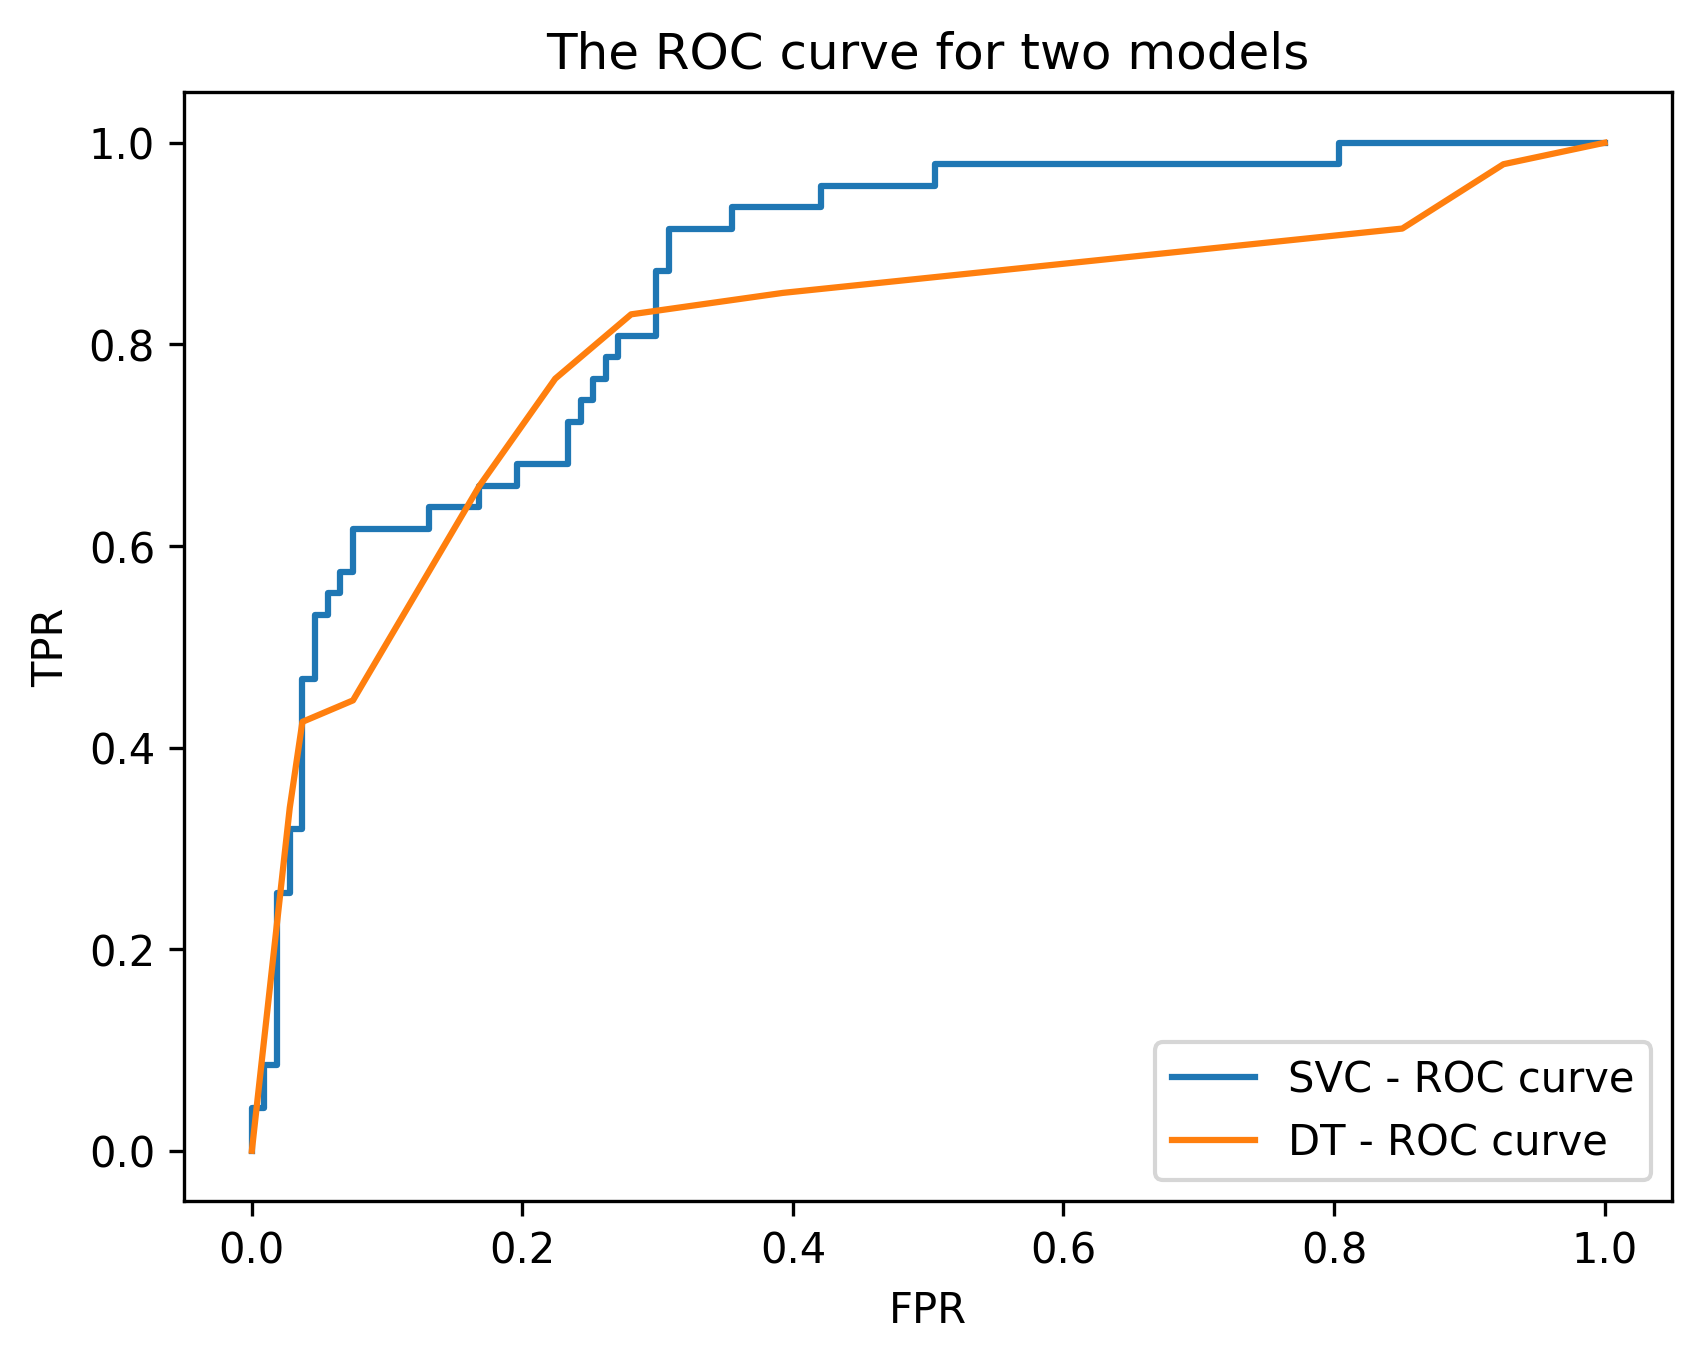 The ROC curve for two models
1.0
0.8
0.6
0.4
0.2
0.0
TPR
0.0 0.2 0.4 0.6 0.8 1.0
FPR
SVC - ROC curve
DT - ROC curve